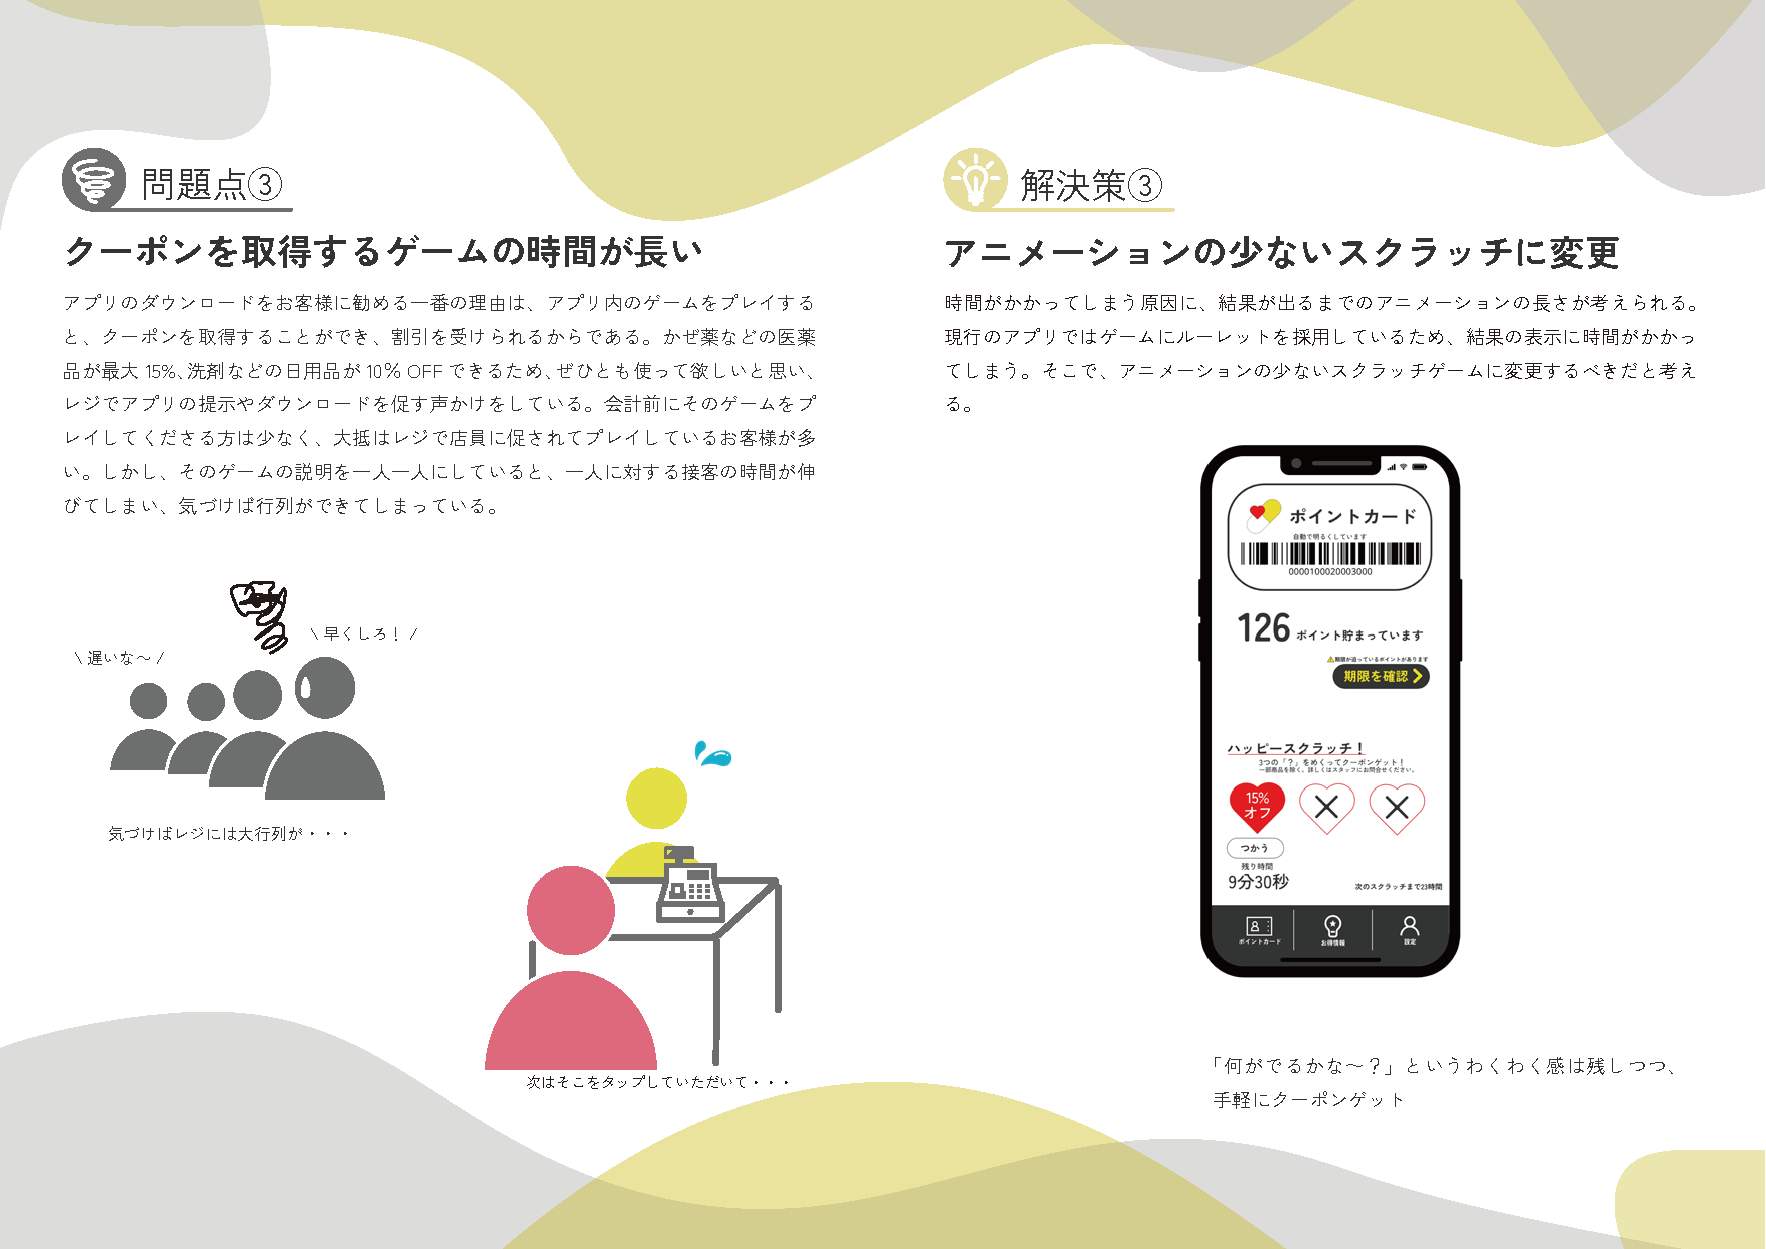 問題点③
クーポンを取得するゲームの時間が長い
アプリのダウンロードをお客様に勧める一番の理由は、アプリ内のゲームをプレイする
と、クーポンを取得することができ、割引を受けられるからである。かぜ薬などの医薬
品が最大 15%、洗剤などの日用品が 10% OFF できるため、ぜひとも使って欲しいと思い、
レジでアプリの提示やダウンロードを促す声かけをしている。会計前にそのゲームをプ
レイしてくださる方は少なく、大抵はレジで店員に促されてプレイしているお客様が多
い。しかし、そのゲームの説明を一人一人にしていると、一人に対する接客の時間が伸
びてしまい、気づけば行列ができてしまっている。
\ 早くしろ！ /
\ 遅いな～ /
気づけばレジには大行列が・・・
次はそこをタップしていただいて・・・
解決策③
アニメーションの少ないスクラッチに変更
時間がかかってしまう原因に、結果が出るまでのアニメーションの長さが考えられる。
現行のアプリではゲームにルーレットを採用しているため、結果の表示に時間がかかっ
てしまう。そこで、アニメーションの少ないスクラッチゲームに変更するべきだと考え
る。
ポイントカード
自動で明るくしています
0000100020003000
126 ポイント貯まっています
期限が迫っているポイントがあります
期限を確認
ハッピースクラッチ！
3つの「？」をめくってクーポンゲット！
一部商品を除く。詳しくはスタッフにお問合せください。
15%
オフ
つかう
残り時間
9分30秒
次のスクラッチまで23時間
ポイントカード
お得情報
設定
「何がでるかな～？」というわくわく感は残しつつ、
手軽にクーポンゲット